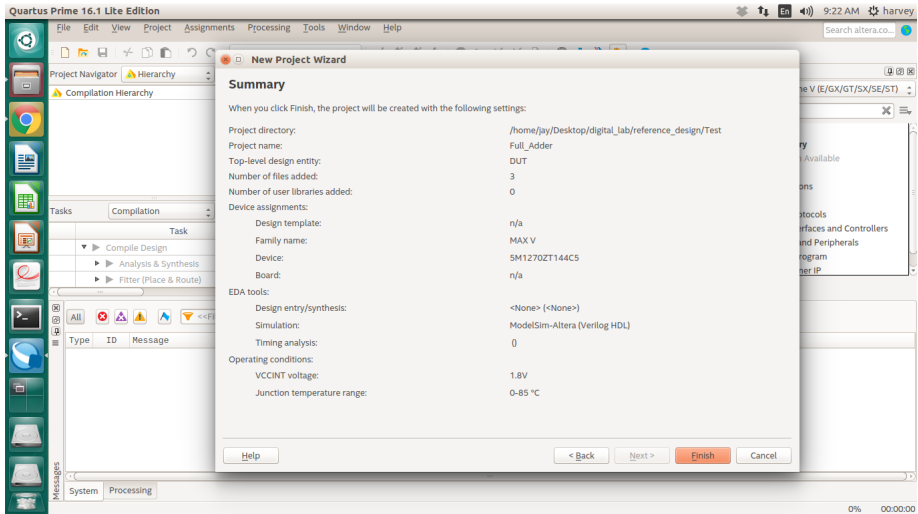 Quartus Prime 16.1 Lite Edition
En 9:22 AM harvey
File Edit View Project Assignments Processing Tools Window Help
Search altera.co...
Project Navigator Hierarchy
Compilation Hierarchy
New Project Wizard
Summary
When you click Finish, the project will be created with the following settings:
Project directory: /home/jay/Desktop/digital_lab/reference_design/Test
Project name: Full_Adder
Top-level design entity: DUT
Number of files added: 3
Number of user libraries added: 0
Device assignments:
Design template: n/a
Family name: MAX V
Device: 5M1270ZT144C5
Board: n/a
EDA tools:
Design entry/synthesis: <None> (<None>)
Simulation: ModelSim-Altera (Verilog HDL)
Timing analysis: ()
Operating conditions:
VCCINT voltage: 1.8V
Junction temperature range: 0-85 °C
Help < Back Next > Finish Cancel
ne V (E/GX/GT/SX/SE/ST)
ry
Available
ons
otocols
rfaces and Controllers
and Peripherals
rogram
ner IP
Tasks Compilation
Task
Compile Design
Analysis & Synthesis
Fitter (Place & Route)
All <<Fi
Type ID Message
Messages
System Processing
0% 00:00:00